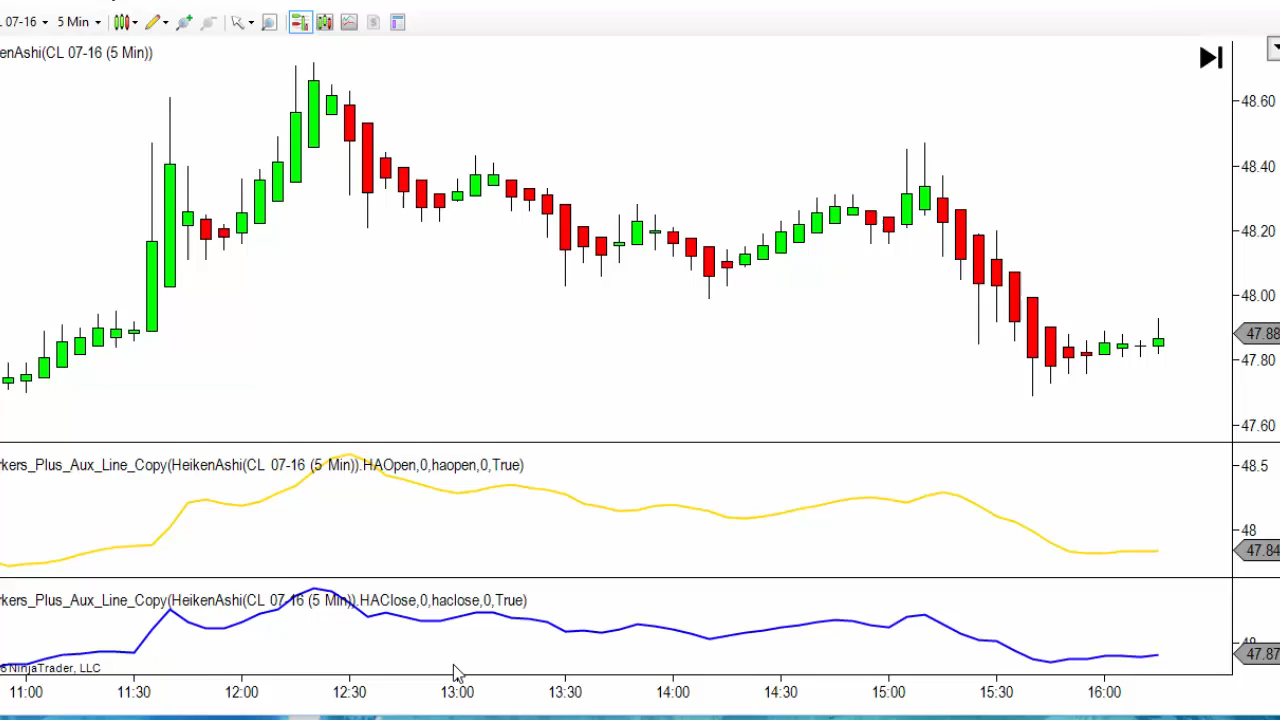 07-16 5 Min
enAshi(CL 07-16 (5 Min))
48.60
48.40
48.20
48.00
47.88
47.80
47.60
rkers_Plus_Aux_Line_Copy(HeikenAshi(CL 07-16 (5 Min)).HAOpen,0,haopen,0,True)
48.5
48
47.84
rkers_Plus_Aux_Line_Copy(HeikenAshi(CL 07-16 (5 Min)).HAClose,0,haclose,0,True)
47.87
6 NinjaTrader, LLC
11:00 11:30 12:00 12:30 13:00 13:30 14:00 14:30 15:00 15:30 16:00